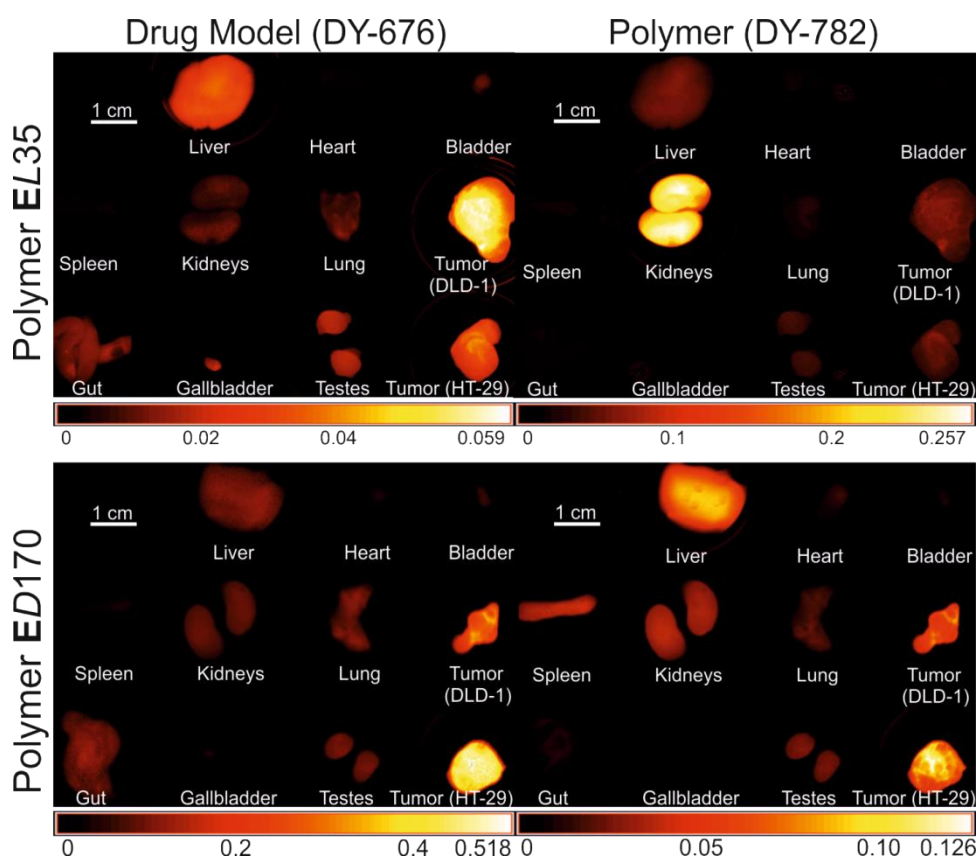 Drug Model (DY-676) Polymer (DY-782)
Polymer EL35
1 cm 1 cm
Liver Heart Bladder Liver Heart Bladder
Spleen Kidneys Lung Tumor Spleen Kidneys Lung Tumor
(DLD-1) (DLD-1)
Gut Gallbladder Testes Tumor (HT-29) Gut Gallbladder Testes Tumor (HT-29)
0 0.02 0.04 0.059 0 0.1 0.2 0.257
Polymer ED170
1 cm 1 cm
Liver Heart Bladder Liver Heart Bladder
Spleen Kidneys Lung Tumor Spleen Kidneys Lung Tumor
(DLD-1) (DLD-1)
Gut Gallbladder Testes Tumor (HT-29) Gut Gallbladder Testes Tumor (HT-29)
0 0.2 0.4 0.518 0 0.05 0.10 0.126